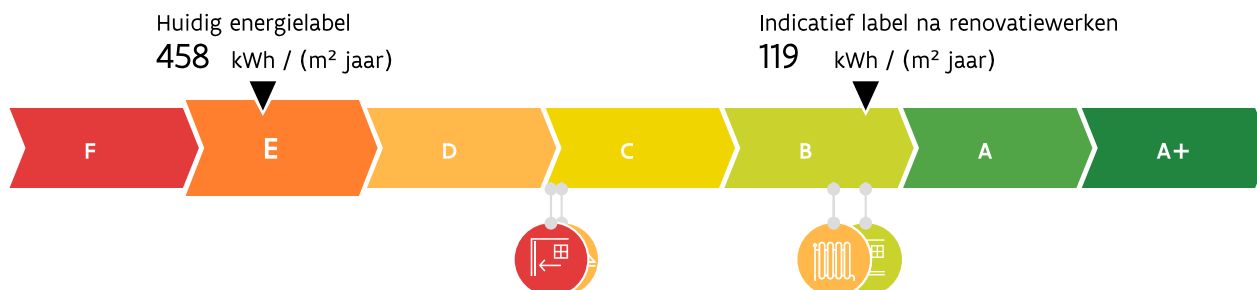 Huidig energielabel
458 kWh / (m² jaar)
Indicatief label na renovatiewerken
119 kWh / (m² jaar)
F E D C B A A+